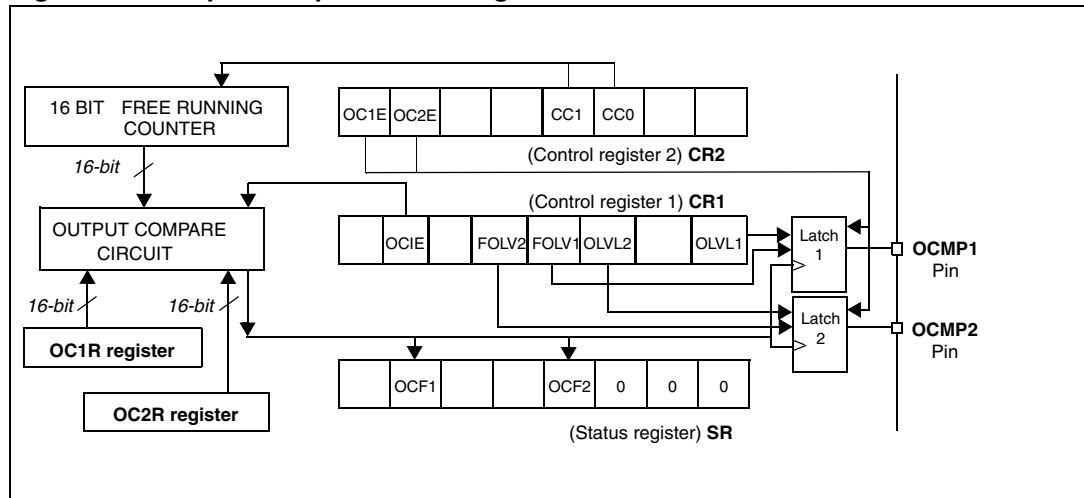 16 BIT FREE RUNNING
COUNTER
16-bit
OC1E OC2E CC1 CC0
(Control register 2) CR2
(Control register 1) CR1
OUTPUT COMPARE
CIRCUIT
OCIE FOLV2 FOLV1 OLVL2 OLVL1
Latch
1
OCMP1
Pin
16-bit
16-bit
Latch
2
OCMP2
Pin
OC1R register
OC2R register
OCF1 OCF2 0 0 0
(Status register) SR